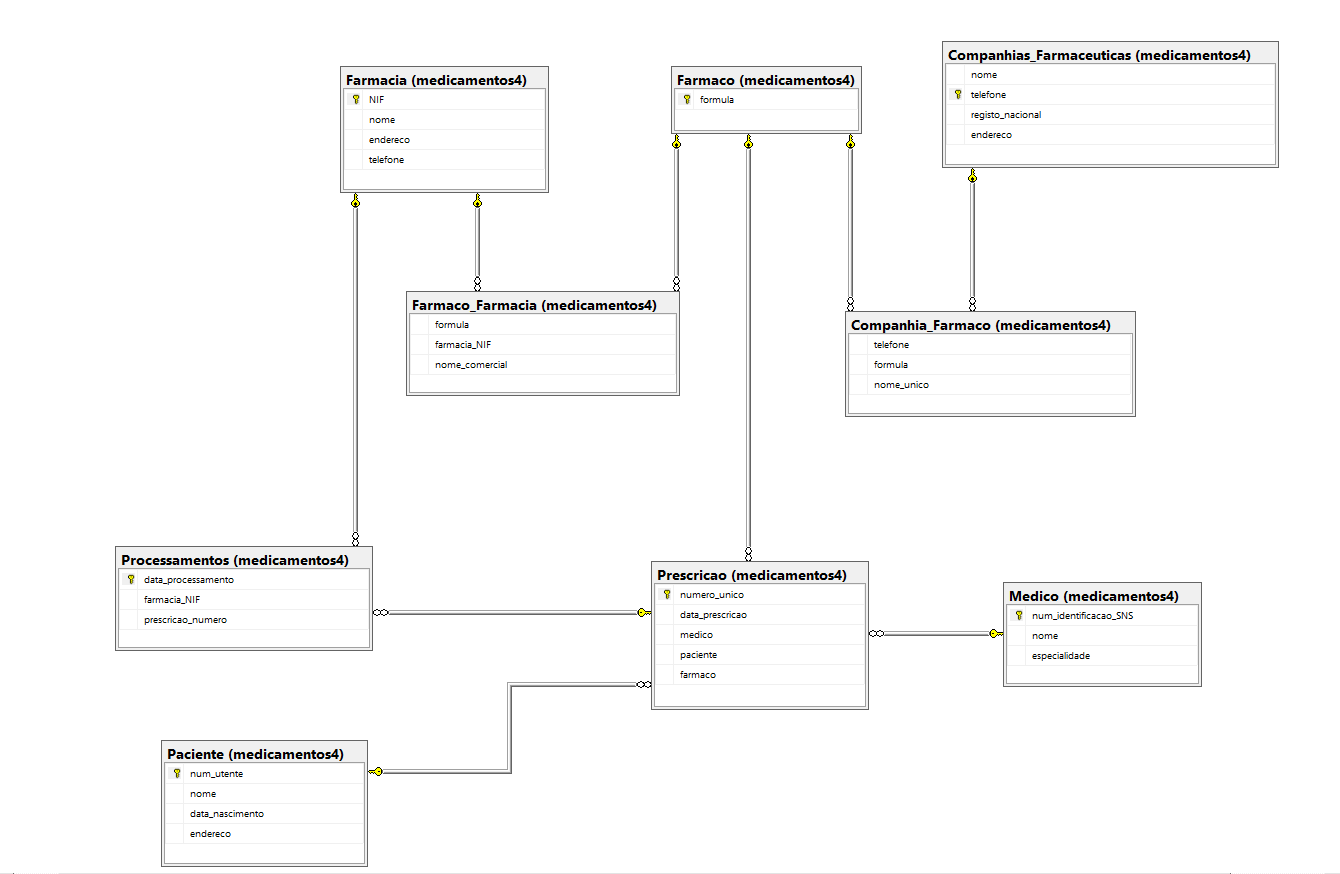 Farmacia (medicamentos4)
NIF
nome
endereco
telefone
Farmaco (medicamentos4)
formula
Companhias_Farmaceuticas (medicamentos4)
nome
telefone
registo_nacional
endereco
Farmaco_Farmacia (medicamentos4)
formula
farmacia_NIF
nome_comercial
Companhia_Farmaco (medicamentos4)
telefone
formula
nome_unico
Processamentos (medicamentos4)
data_processamento
farmacia_NIF
prescricao_numero
Prescricao (medicamentos4)
numero_unico
data_prescricao
medico
paciente
farmaco
Medico (medicamentos4)
num_identificacao_SNS
nome
especialidade
Paciente (medicamentos4)
num_utente
nome
data_nascimento
endereco